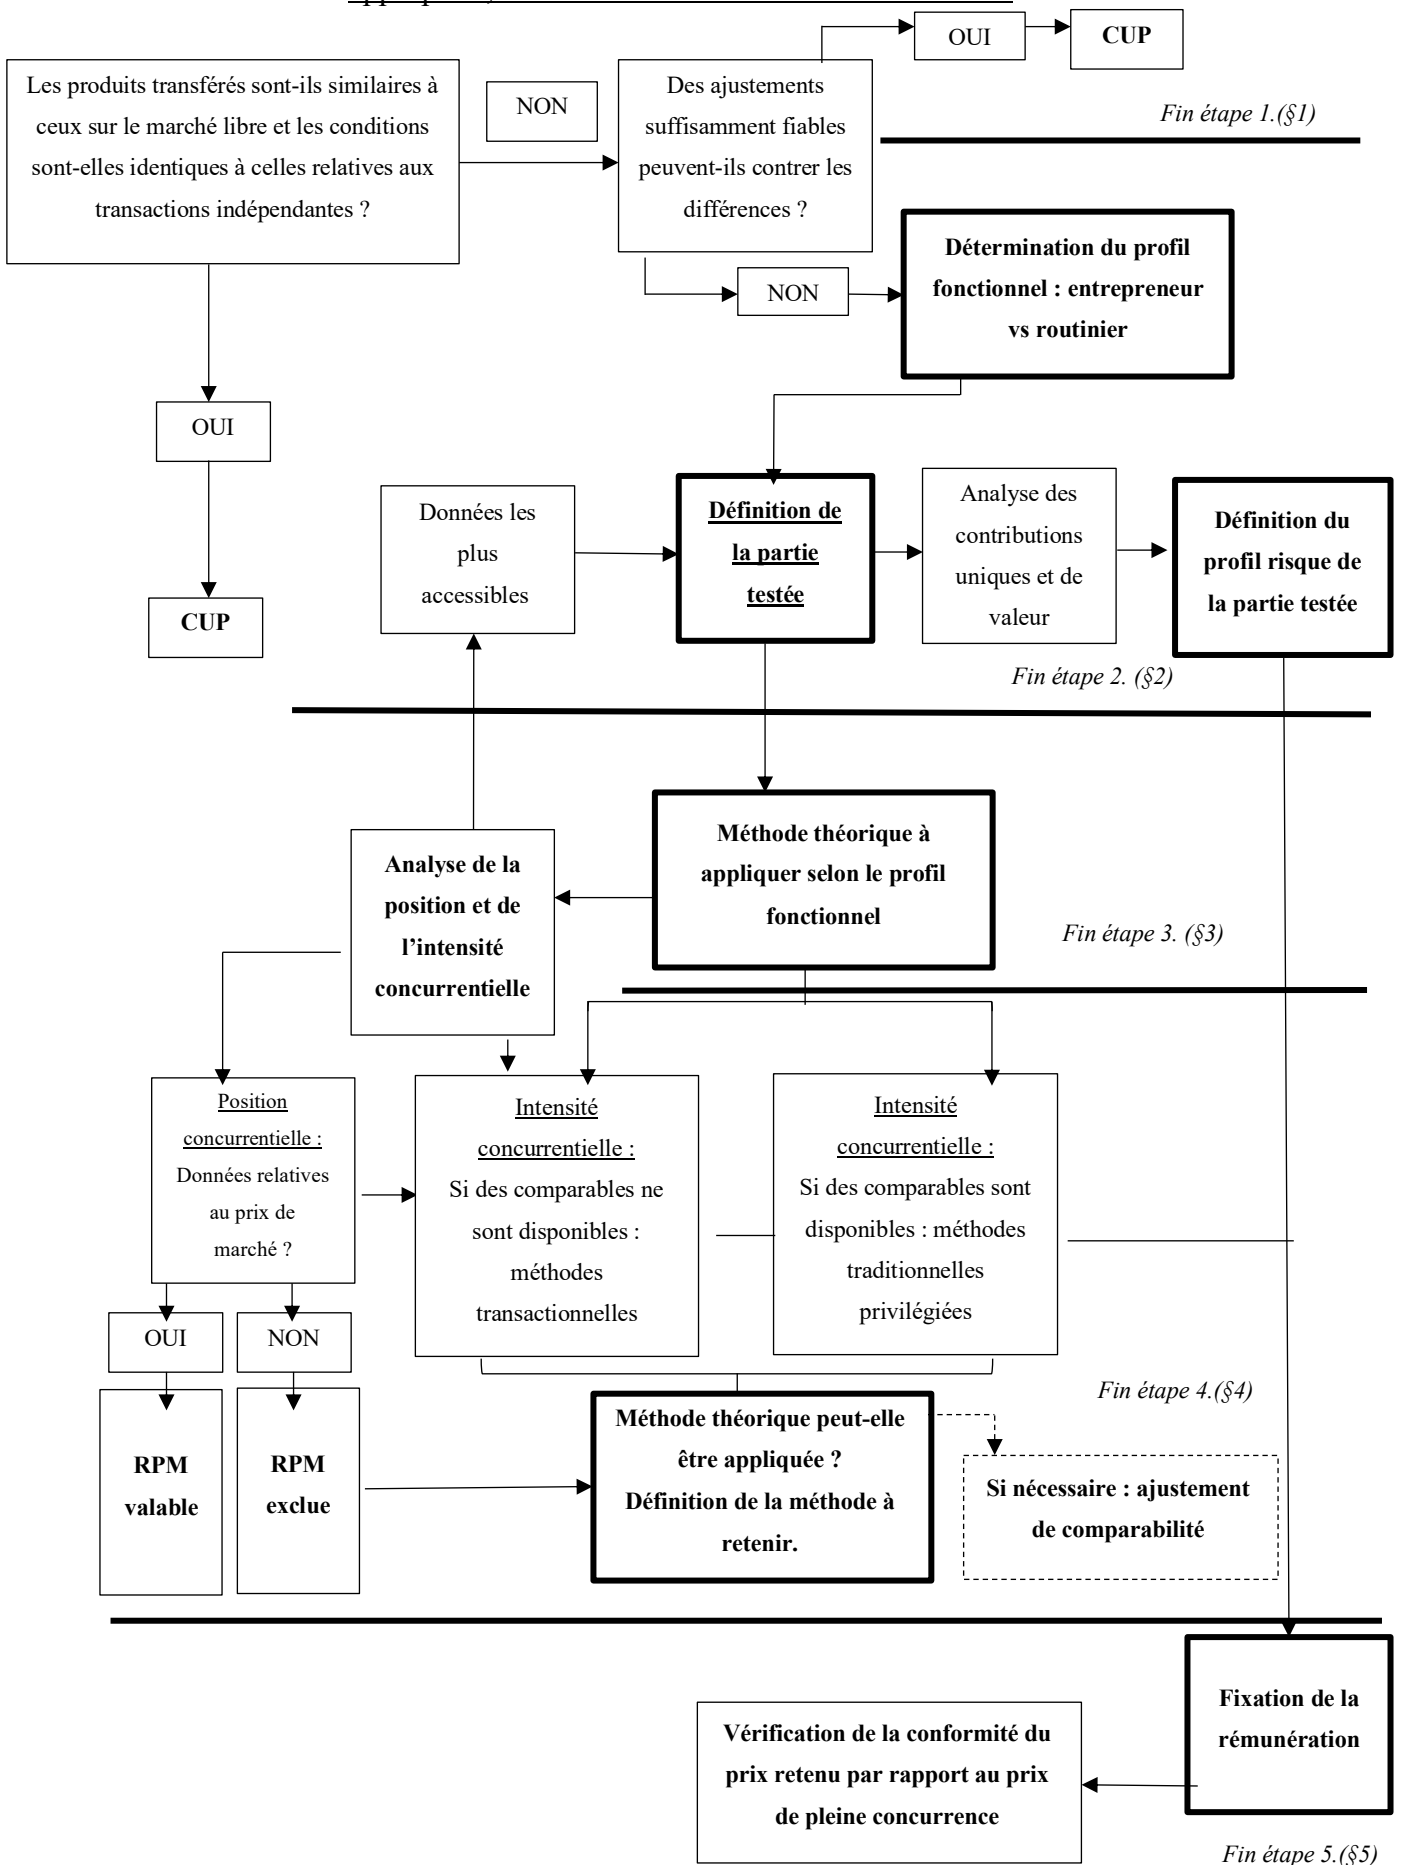 OUI
CUP
Les produits transférés sont-ils similaires à
ceux sur le marché libre et les conditions
sont-elles identiques à celles relatives aux
transactions indépendantes ?
NON
Des ajustements
suffisamment fiables
peuvent-ils contrer les
différences ?
Fin étape 1.(§1)
NON
Détermination du profil
fonctionnel : entrepreneur
vs routinier
OUI
CUP
Données les
plus
accessibles
Définition de
la partie
testée
Analyse des
contributions
uniques et de
valeur
Définition du
profil risque de
la partie testée
Fin étape 2. (§2)
Méthode théorique à
appliquer selon le profil
fonctionnel
Analyse de la
position et de
l’intensité
concurrentielle
Fin étape 3. (§3)
Position
concurrentielle :
Données relatives
au prix de
marché ?
Intensité
concurrentielle :
Si des comparables ne
sont disponibles :
méthodes
transactionnelles
Intensité
concurrentielle :
Si des comparables sont
disponibles : méthodes
traditionnelles
privilégiées
OUI
NON
RPM
valable
RPM
exclue
Fin étape 4.(§4)
Méthode théorique peut-elle
être appliquée ?
Définition de la méthode à
retenir.
Si nécessaire : ajustement
de comparabilité
Fixation de la
rémunération
Vérification de la conformité du
prix retenu par rapport au prix
de pleine concurrence
Fin étape 5.(§5)